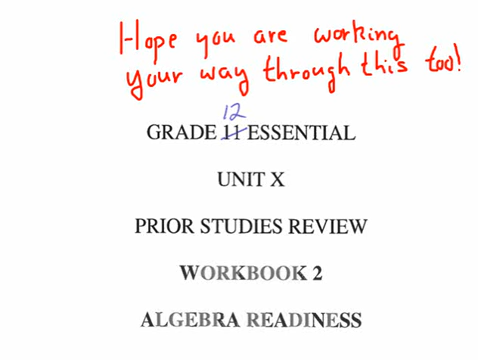 Hope you are working
your way through this too!
12
GRADE 11 ESSENTIAL
UNIT X
PRIOR STUDIES REVIEW
WORKBOOK 2
ALGEBRA READINESS